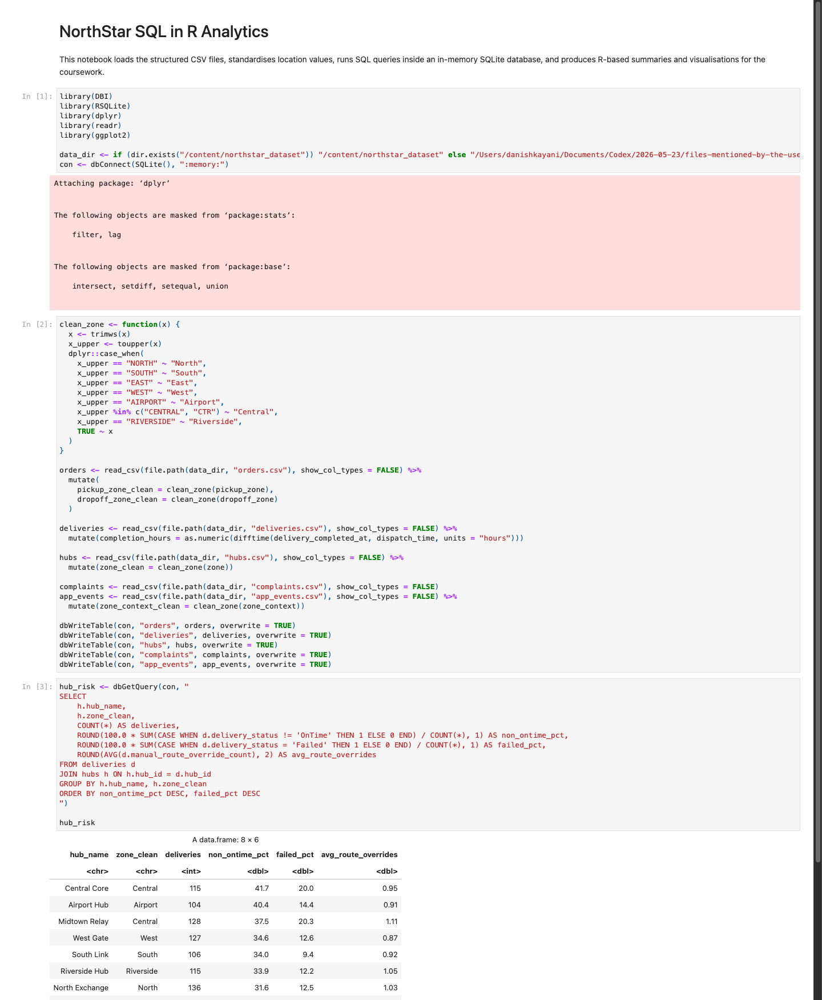 NorthStar SQL in R Analytics
This notebook loads the structured CSV files, standardises location values, runs SQL queries inside an in-memory SQLite database, and produces R-based summaries and visualisations for the
coursework.
In [1]:
library(DBI)
library(RSQLite)
library(dplyr)
library(readr)
library(ggplot2)
data_dir <- if (dir.exists("/content/northstar_dataset")) "/content/northstar_dataset" else "/Users/danishkayani/Documents/Codex/2026-05-23/files-mentioned-by-the-use
con <- dbConnect(SQLite(), ":memory:")
Attaching package: ‘dplyr’
The following objects are masked from ‘package:stats’:
filter, lag
The following objects are masked from ‘package:base’:
intersect, setdiff, setequal, union
In [2]:
clean_zone <- function(x) {
x <- trimws(x)
x_upper <- toupper(x)
dplyr::case_when(
x_upper == "NORTH" ~ "North",
x_upper == "SOUTH" ~ "South",
x_upper == "EAST" ~ "East",
x_upper == "WEST" ~ "West",
x_upper == "AIRPORT" ~ "Airport",
x_upper %in% c("CENTRAL", "CTR") ~ "Central",
x_upper == "RIVERSIDE" ~ "Riverside",
TRUE ~ x
)
}
orders <- read_csv(file.path(data_dir, "orders.csv"), show_col_types = FALSE) %>%
mutate(
pickup_zone_clean = clean_zone(pickup_zone),
dropoff_zone_clean = clean_zone(dropoff_zone)
)
deliveries <- read_csv(file.path(data_dir, "deliveries.csv"), show_col_types = FALSE) %>%
mutate(completion_hours = as.numeric(difftime(delivery_completed_at, dispatch_time, units = "hours")))
hubs <- read_csv(file.path(data_dir, "hubs.csv"), show_col_types = FALSE) %>%
mutate(zone_clean = clean_zone(zone))
complaints <- read_csv(file.path(data_dir, "complaints.csv"), show_col_types = FALSE)
app_events <- read_csv(file.path(data_dir, "app_events.csv"), show_col_types = FALSE) %>%
mutate(zone_context_clean = clean_zone(zone_context))
dbWriteTable(con, "orders", orders, overwrite = TRUE)
dbWriteTable(con, "deliveries", deliveries, overwrite = TRUE)
dbWriteTable(con, "hubs", hubs, overwrite = TRUE)
dbWriteTable(con, "complaints", complaints, overwrite = TRUE)
dbWriteTable(con, "app_events", app_events, overwrite = TRUE)
In [3]:
hub_risk <- dbGetQuery(con, "
SELECT
h.hub_name,
h.zone_clean,
COUNT(*) AS deliveries,
ROUND(100.0 * SUM(CASE WHEN d.delivery_status != 'OnTime' THEN 1 ELSE 0 END) / COUNT(*), 1) AS non_ontime_pct,
ROUND(100.0 * SUM(CASE WHEN d.delivery_status = 'Failed' THEN 1 ELSE 0 END) / COUNT(*), 1) AS failed_pct,
ROUND(AVG(d.manual_route_override_count), 2) AS avg_route_overrides
FROM deliveries d
JOIN hubs h ON h.hub_id = d.hub_id
GROUP BY h.hub_name, h.zone_clean
ORDER BY non_ontime_pct DESC, failed_pct DESC
")
hub_risk
A data.frame: 8 × 6
hub_name zone_clean deliveries non_ontime_pct failed_pct avg_route_overrides
<chr> <chr> <int> <dbl> <dbl> <dbl>
Central Core Central 115 41.7 20.0 0.95
Airport Hub Airport 104 40.4 14.4 0.91
Midtown Relay Central 128 37.5 20.3 1.11
West Gate West 127 34.6 12.6 0.87
South Link South 106 34.0 9.4 0.92
Riverside Hub Riverside 115 33.9 12.2 1.05
North Exchange North 136 31.6 12.5 1.03